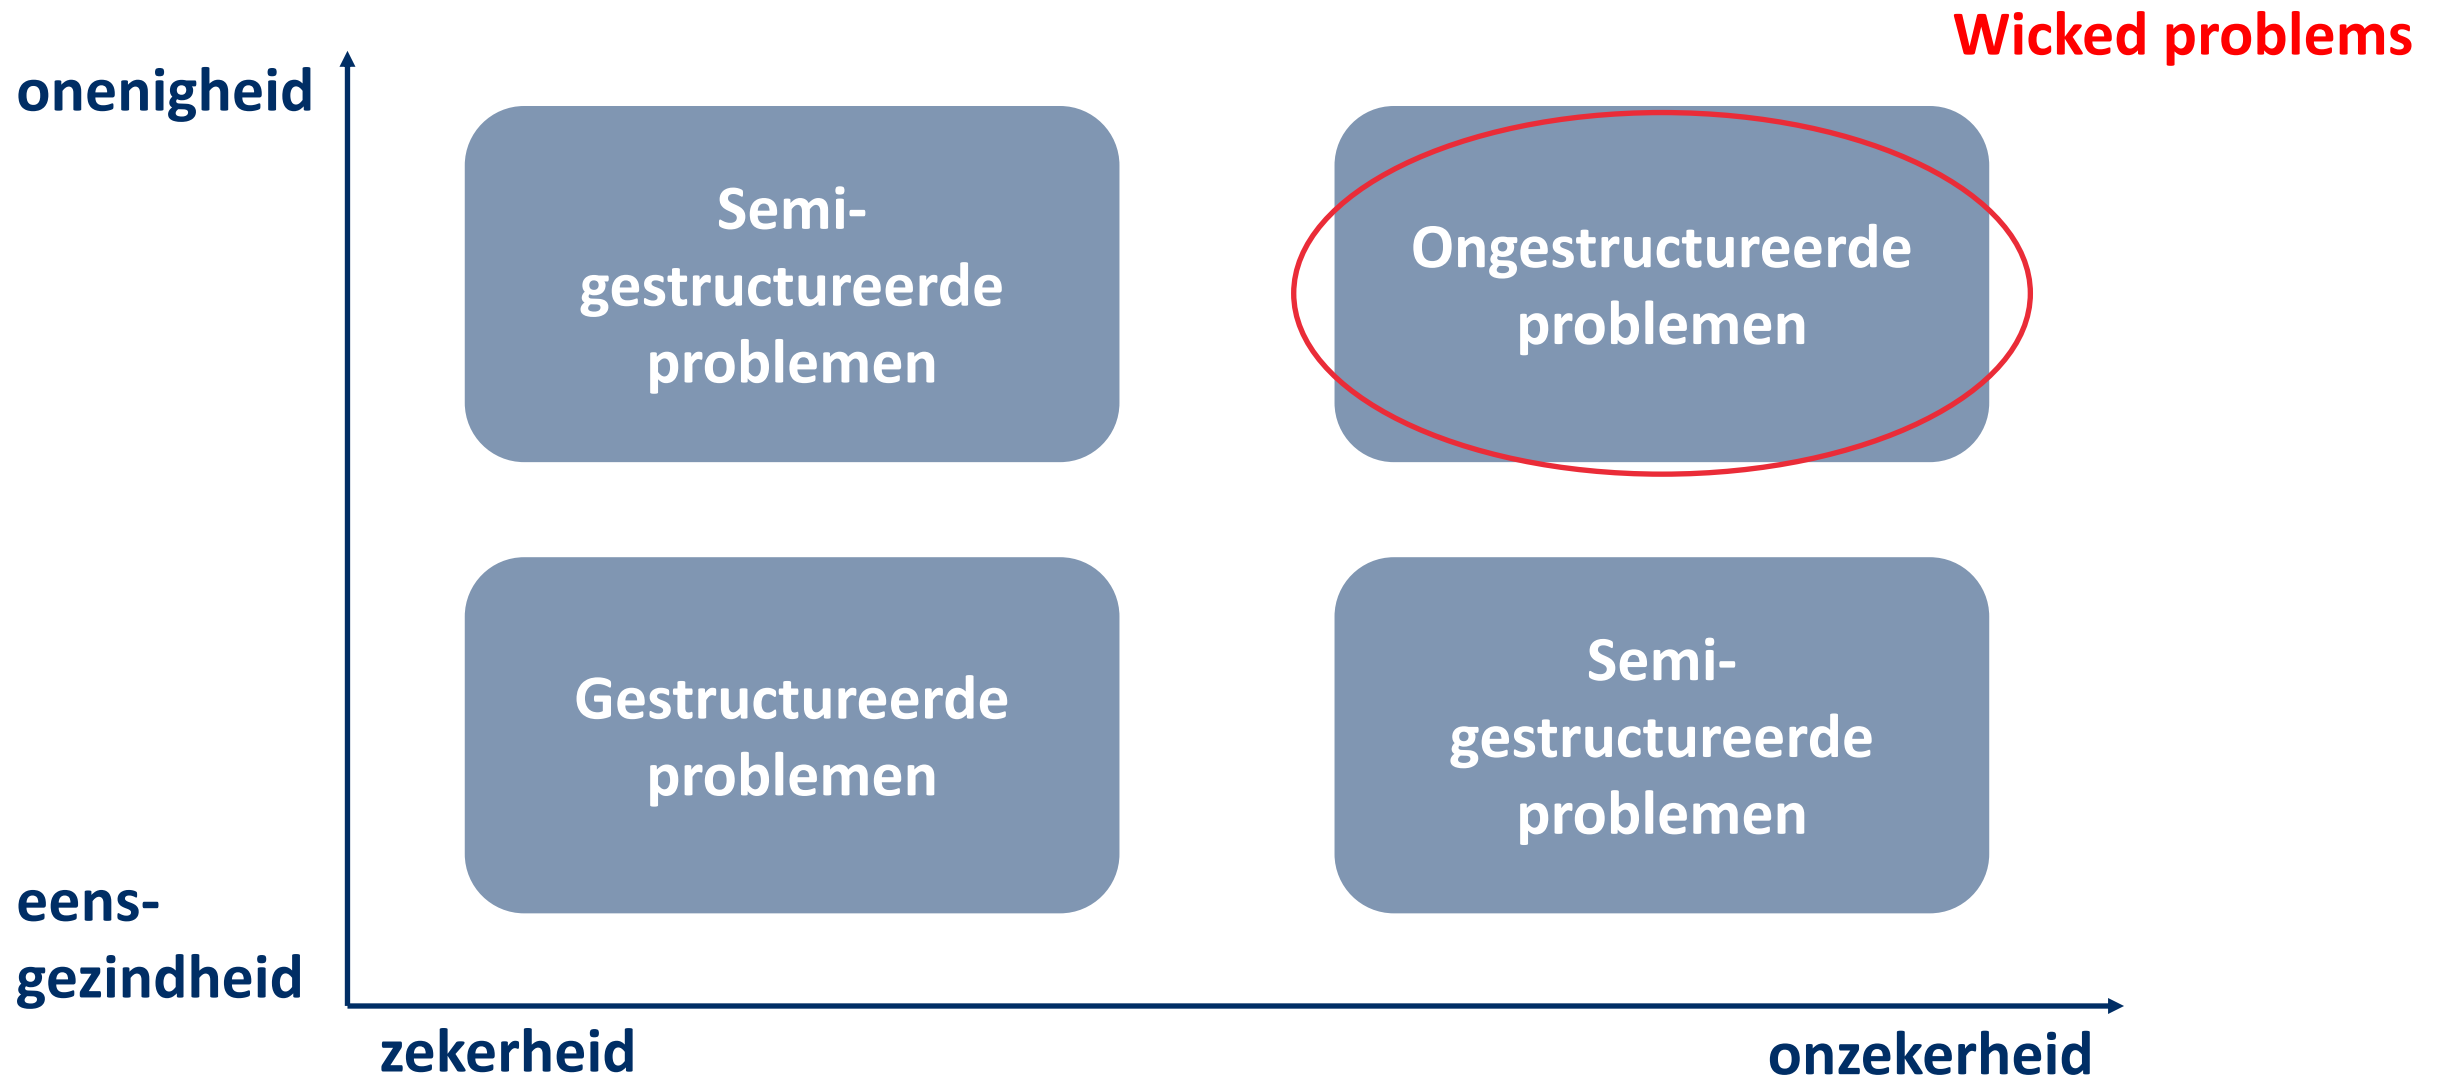 Wicked problems
onenigheid
Semi-
gestructureerde
problemen
Ongestructureerde
problemen
Gestructureerde
problemen
Semi-
gestructureerde
problemen
eens-
gezindheid
zekerheid
onzekerheid